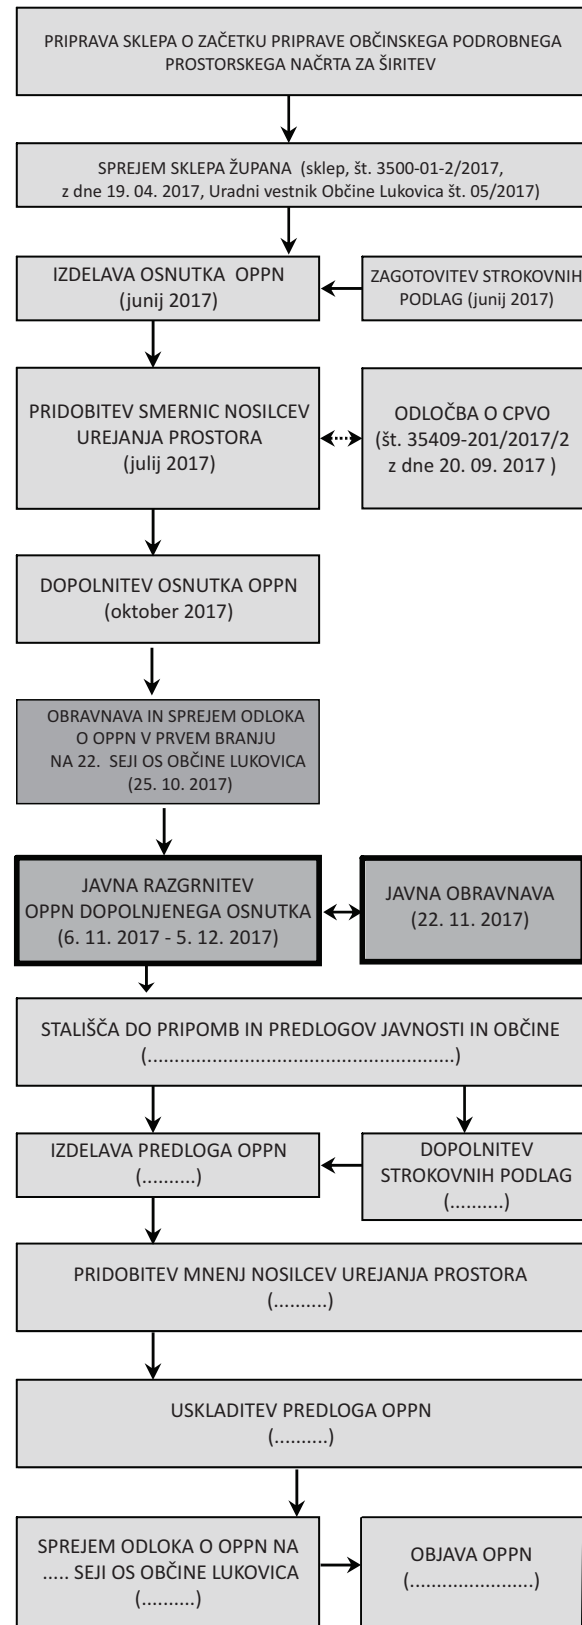 PRIPRAVA SKLEPA O ZAČETKU PRIPRAVE OBČINSKEGA PODROBNEGA
PROSTORSKEGA NAČRTA ZA ŠIRITEV
SPREJEM SKLEPA ŽUPANA (sklep, št. 3500-01-2/2017,
z dne 19. 04. 2017, Uradni vestnik Občine Lukovica št. 05/2017)
IZDELAVA OSNUTKA OPPN
(junij 2017)
ZAGOTOVITEV STROKOVNIH
PODLAG (junij 2017)
PRIDOBITEV SMERNIC NOSILCEV
UREJANJA PROSTORA
(julij 2017)
ODLOČBA O CPVO
(št. 35409-201/2017/2
z dne 20. 09. 2017 )
DOPOLNITEV OSNUTKA OPPN
(oktober 2017)
OBRAVNAVA IN SPREJEM ODLOKA
O OPPN V PRVEM BRANJU
NA 22. SEJI OS OBČINE LUKOVICA
(25. 10. 2017)
JAVNA RAZGRNITEV
OPPN DOPOLNJENEGA OSNUTKA
(6. 11. 2017 - 5. 12. 2017)
JAVNA OBRAVNAVA
(22. 11. 2017)
STALIŠČA DO PRIPOMB IN PREDLOGOV JAVNOSTI IN OBČINE
(..........................................................)
IZDELAVA PREDLOGA OPPN
(..........)
DOPOLNITEV
STROKOVNIH PODLAG
(..........)
PRIDOBITEV MNENJ NOSILCEV UREJANJA PROSTORA
(..........)
USKLADITEV PREDLOGA OPPN
(..........)
SPREJEM ODLOKA O OPPN NA
..... SEJI OS OBČINE LUKOVICA
(..........)
OBJAVA OPPN
(.......................)